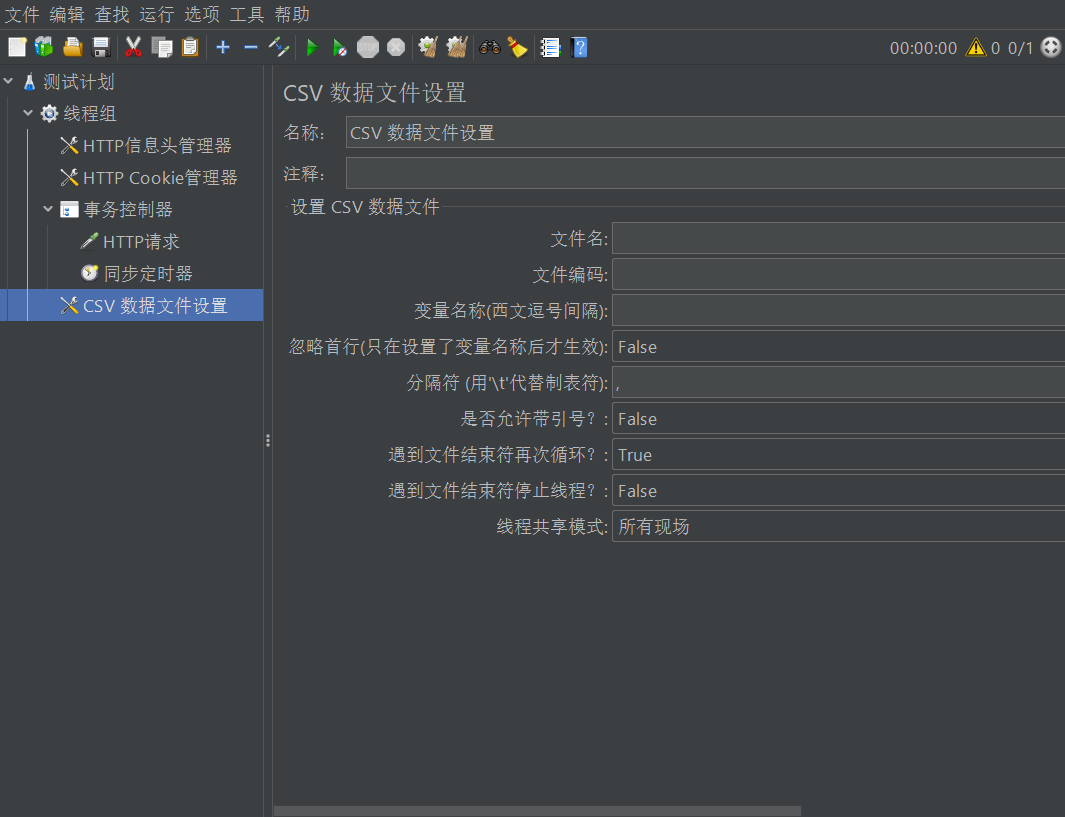 文件 编辑 查找 运行 选项 工具 帮助
00:00:00 0 0/1
测试计划
线程组
HTTP信息头管理器
HTTP Cookie管理器
事务控制器
HTTP请求
同步定时器
CSV 数据文件设置
CSV 数据文件设置
名称: CSV 数据文件设置
注释:
设置 CSV 数据文件
文件名:
文件编码:
变量名称(西文逗号间隔):
忽略首行(只在设置了变量名称后才生效): False
分隔符 (用'\t'代替制表符): ,
是否允许带引号？: False
遇到文件结束符再次循环？: True
遇到文件结束符停止线程？: False
线程共享模式: 所有现场